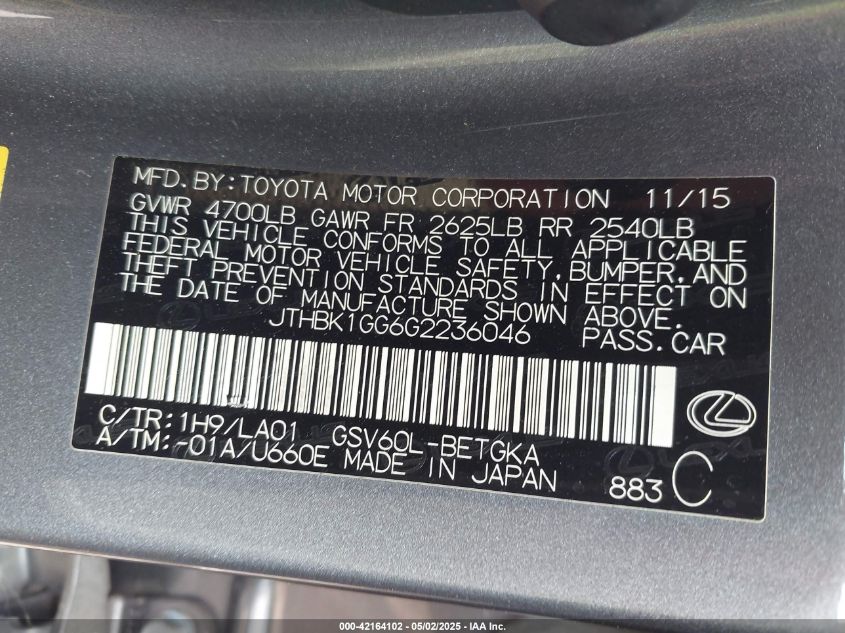 MFD.BY:TOYOTA MOTOR CORPORATION 11/15
GVWR 4700LB GAWR FR 2625LB RR 2540LB
THIS VEHICLE CONFORMS TO ALL APPLICABLE
FEDERAL MOTOR VEHICLE SAFETY,BUMPER,AND
THEFT PREVENTION STANDARDS IN EFFECT ON
THE DATE OF MANUFACTURE SHOWN ABOVE.
JTHBK1GG6G2236046 PASS.CAR
C/TR:1H9/LA01 GSV60L-BETGKA
A/TM:-01A/U660E MADE IN JAPAN
883 C
000-42164102 - 05/02/2025 - IAA Inc.